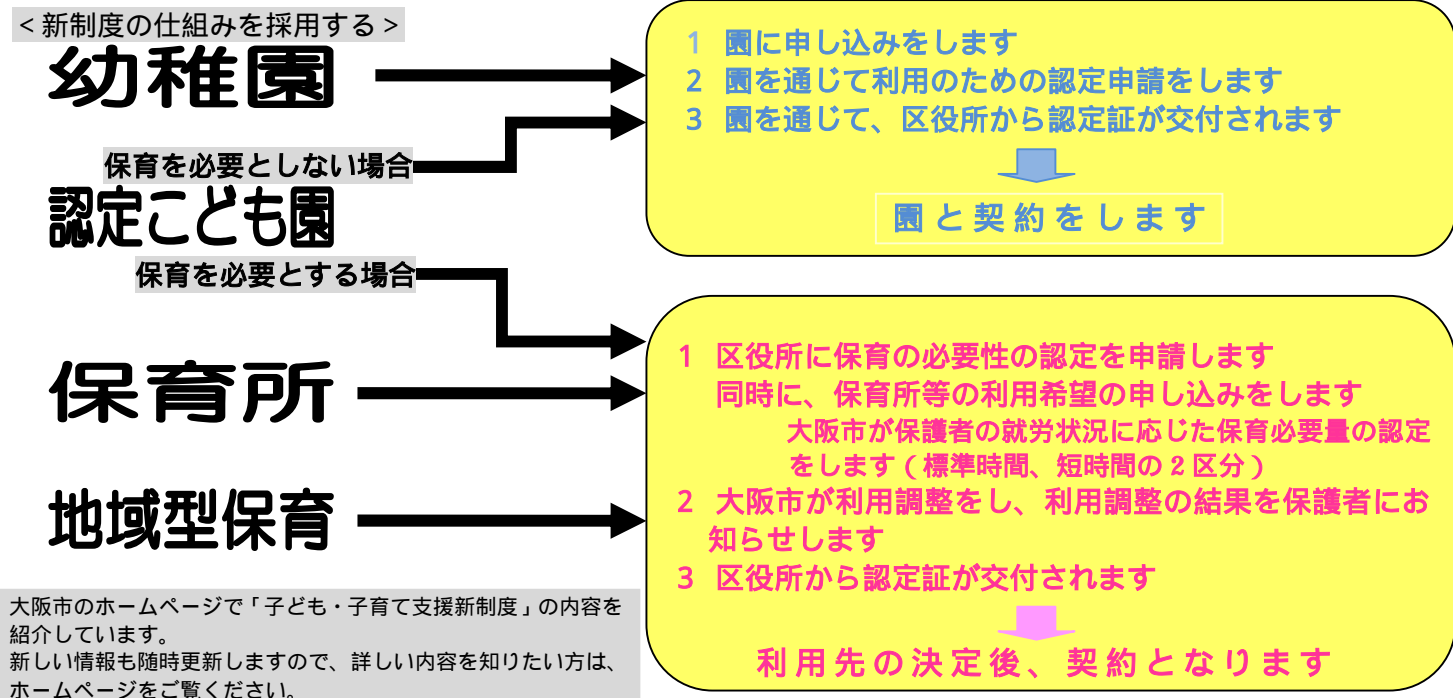 <新制度の仕組みを採用する>
幼稚園
保育を必要としない場合
認定こども園
保育を必要とする場合
保育所
地域型保育
大阪市のホームページで「子ども・子育て支援新制度」の内容を
紹介しています。
新しい情報も随時更新しますので、詳しい内容を知りたい方は、
ホームページをご覧ください。
1 園に申し込みをします
2 園を通じて利用のための認定申請をします
3 園を通じて、区役所から認定証が交付されます
園と契約をします
1 区役所に保育の必要性の認定を申請します
同時に、保育所等の利用希望の申し込みをします
大阪市が保護者の就労状況に応じた保育必要量の認定
をします(標準時間、短時間の2区分)
2 大阪市が利用調整をし、利用調整の結果を保護者にお
知らせします
3 区役所から認定証が交付されます
利用先の決定後、契約となります